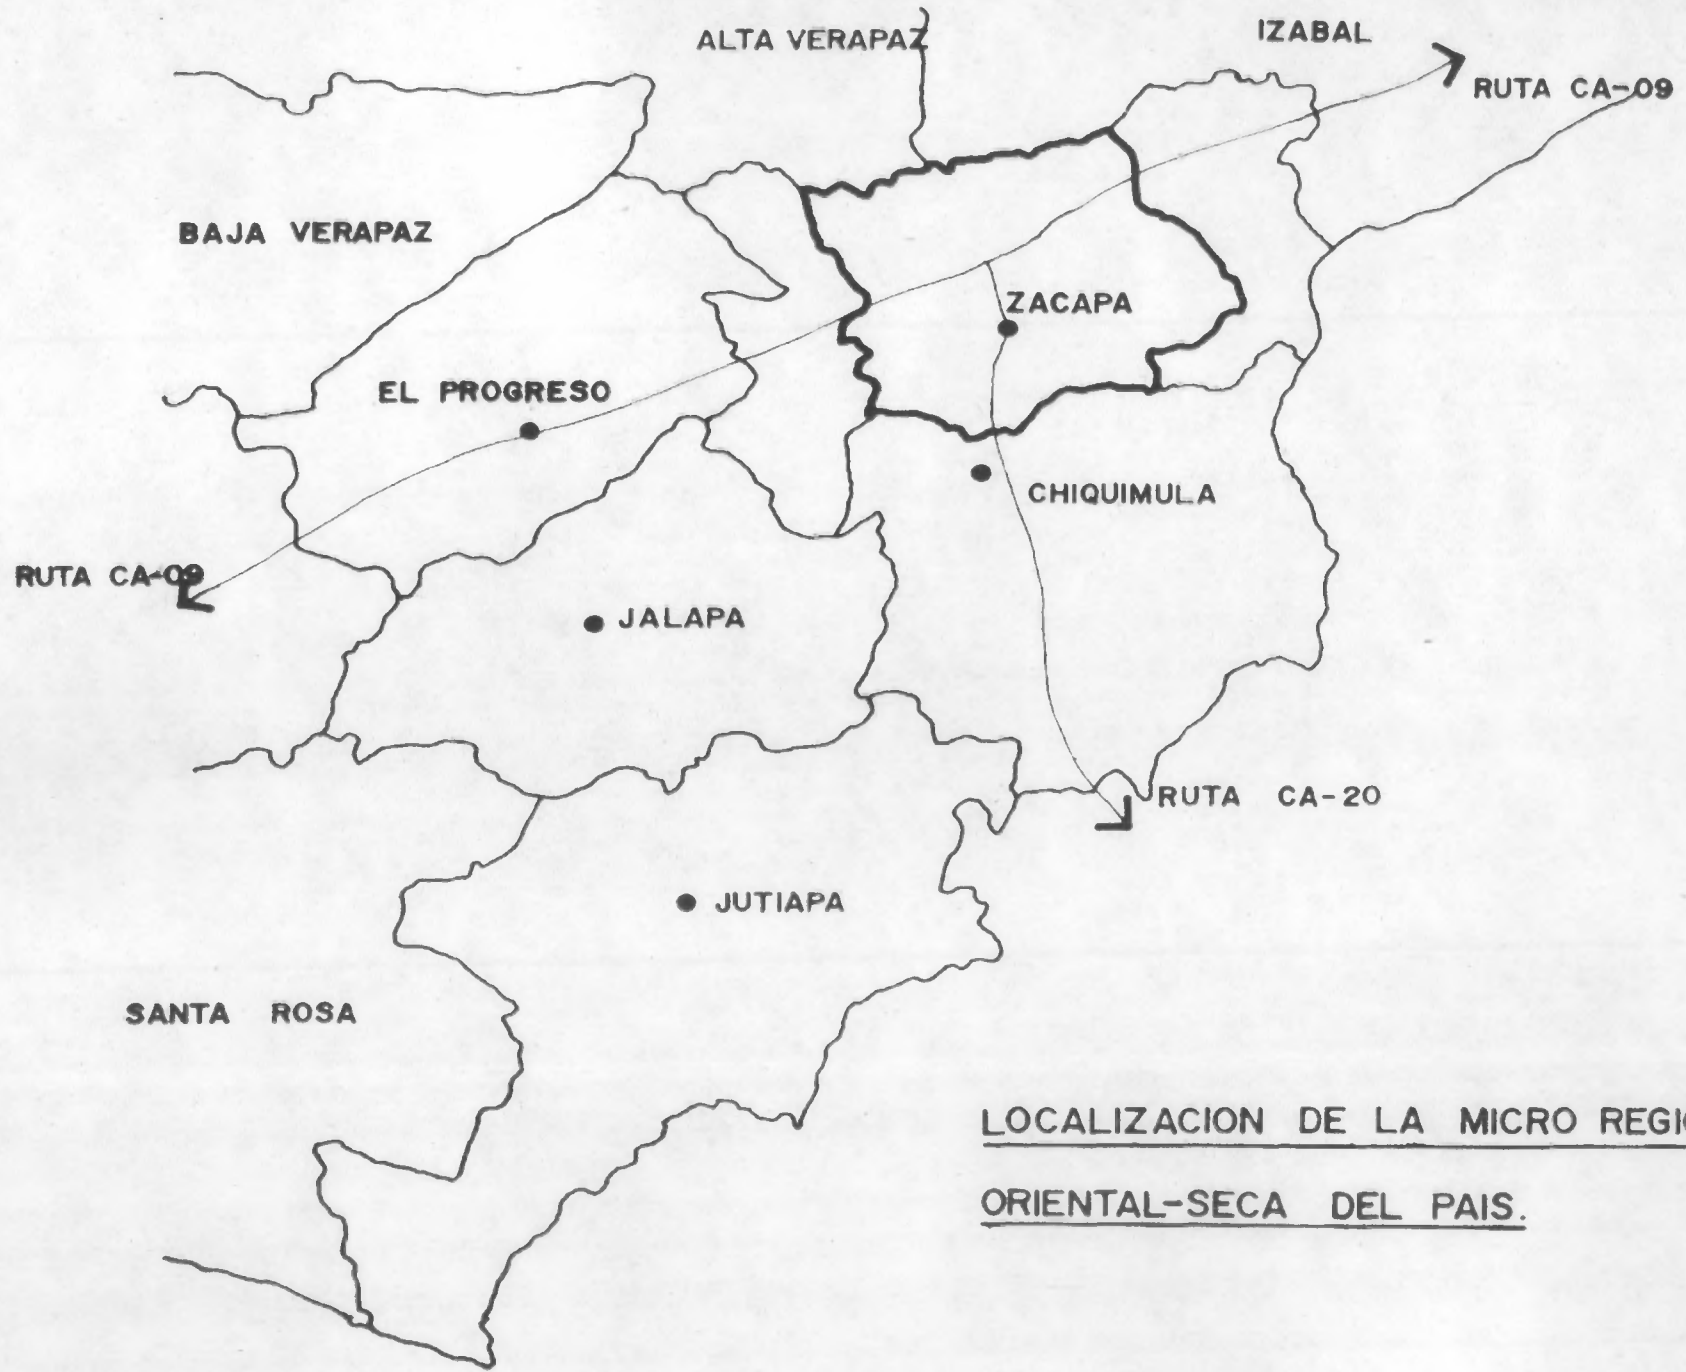 ALTA VERAPAZ
IZABAL
RUTA CA-09
BAJA VERAPAZ
ZACAPA
EL PROGRESO
CHIQUIMULA
RUTA CA-09
JALAPA
RUTA CA-20
JUTIAPA
SANTA ROSA
LOCALIZACION DE LA MICRO REGI
ORIENTAL-SECA DEL PAIS.